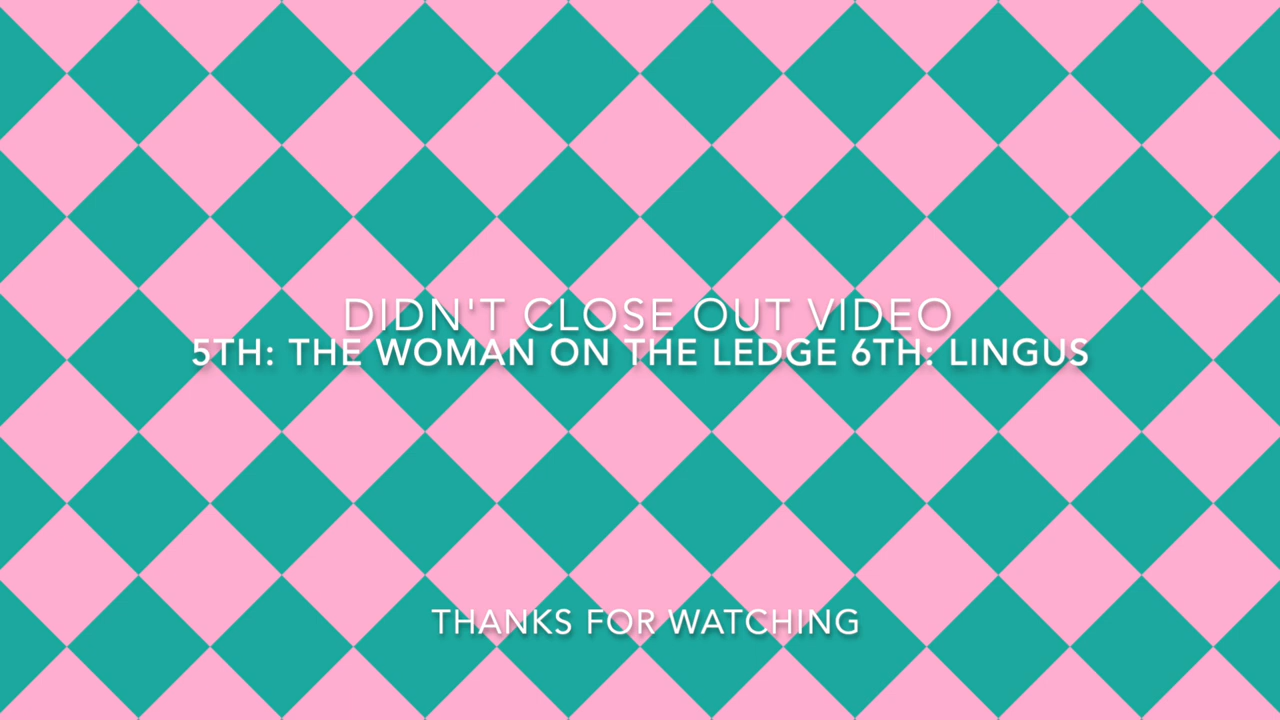 DIDN'T CLOSE OUT VIDEO
5TH: THE WOMAN ON THE LEDGE 6TH: LINGUS
THANKS FOR WATCHING